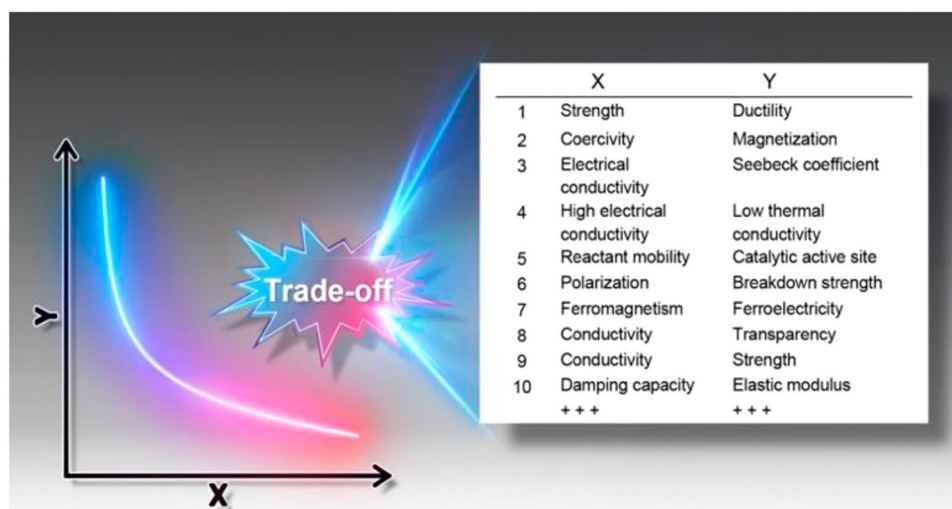 Y
X
Trade-off
X Y
1 Strength Ductility
2 Coercivity Magnetization
3 Electrical Seebeck coefficient
conductivity
4 High electrical Low thermal
conductivity conductivity
5 Reactant mobility Catalytic active site
6 Polarization Breakdown strength
7 Ferromagnetism Ferroelectricity
8 Conductivity Transparency
9 Conductivity Strength
10 Damping capacity Elastic modulus
+ + + + + +